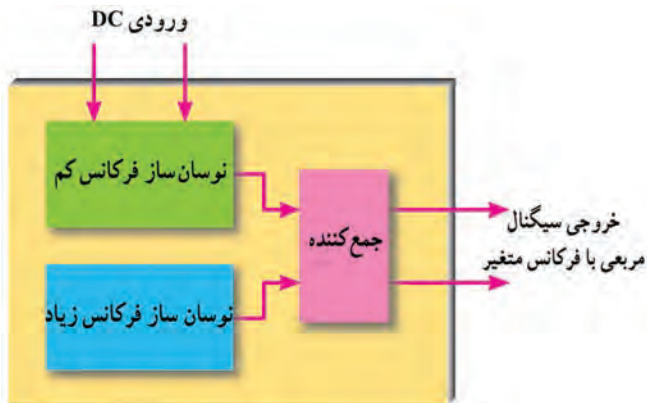 ورودی DC
نوسان‌ساز فرکانس کم
جمع‌کننده
خروجی سیگنال
مربعی با فرکانس متغیر
نوسان ساز فرکانس زیاد